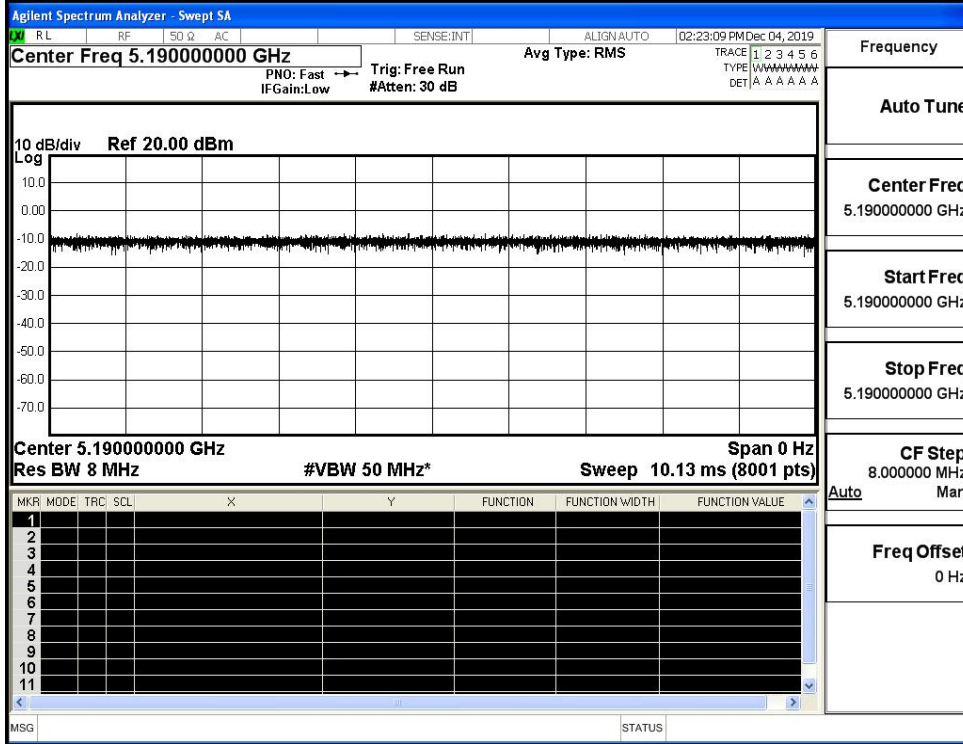 Agilent Spectrum Analyzer - Swept SA
LXI RL RF 50 Ω AC SENSE:INT ALIGN AUTO 02:23:09 PM Dec 04, 2019
Center Freq 5.190000000 GHz
PNO: Fast
IFGain:Low
Trig: Free Run
#Atten: 30 dB
Avg Type: RMS
TRACE 1 2 3 4 5 6
TYPE WWWWWW
DET A A A A A A
10 dB/div Ref 20.00 dBm
Log
10.0
0.00
-10.0
-20.0
-30.0
-40.0
-50.0
-60.0
-70.0
Center 5.190000000 GHz Span 0 Hz
Res BW 8 MHz #VBW 50 MHz* Sweep 10.13 ms (8001 pts)
MKR MODE TRC SCL X Y FUNCTION FUNCTION WIDTH FUNCTION VALUE
1
2
3
4
5
6
7
8
9
10
11
MSG STATUS
Frequency
Auto Tune
Center Freq
5.190000000 GHz
Start Freq
5.190000000 GHz
Stop Freq
5.190000000 GHz
CF Step
8.000000 MHz
Auto Man
Freq Offset
0 Hz